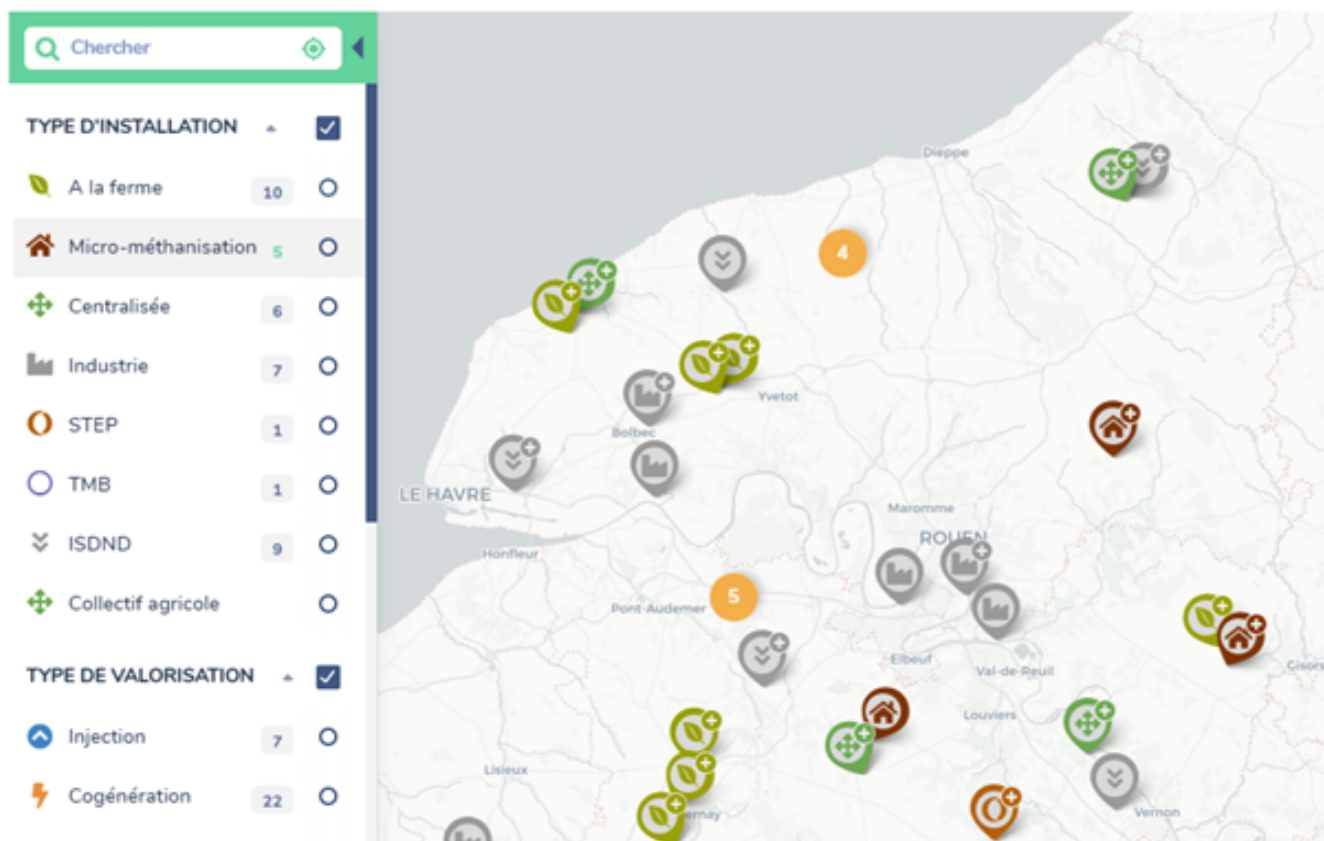 Chercher
TYPE D'INSTALLATION
A la ferme 10
Micro-méthanisation 5
Centralisée 6
Industrie 7
STEP 1
TMB 1
ISDND 9
Collectif agricole
TYPE DE VALORISATION
Injection 7
Cogénération 22
Dieppe
4
Yvetot
Bolbec
LE HAVRE
Maromme
ROUEN
Honfleur
5
Pont-Audemer
Elbeuf
Val-de-Reuil
Gisors
Louviers
Lisieux
Vernon